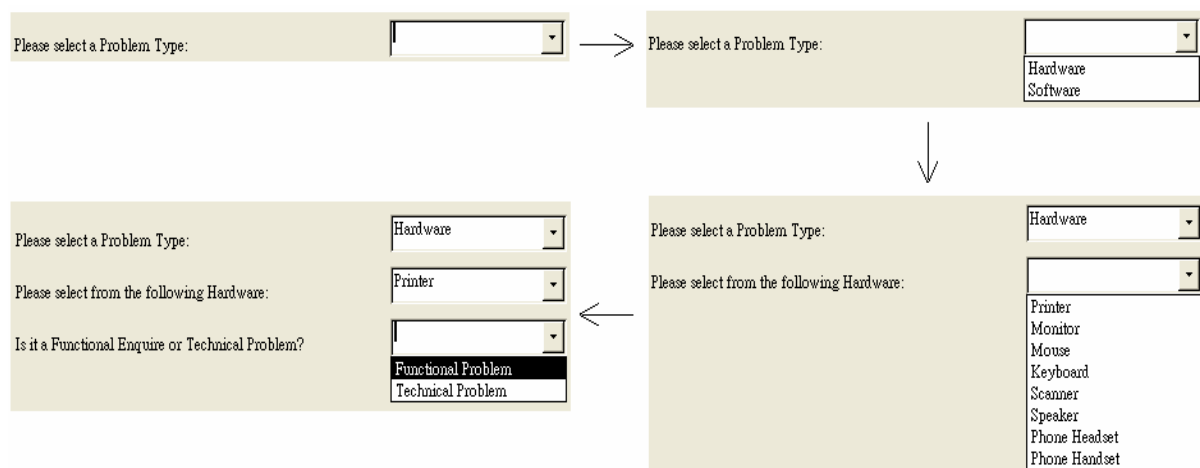 Please select a Problem Type:
Please select a Problem Type:
Hardware
Software
Please select a Problem Type:
Hardware
Please select from the following Hardware:
Printer
Monitor
Mouse
Keyboard
Scanner
Speaker
Phone Headset
Phone Handset
Please select a Problem Type:
Hardware
Please select from the following Hardware:
Printer
Is it a Functional Enquire or Technical Problem?
Functional Problem
Technical Problem